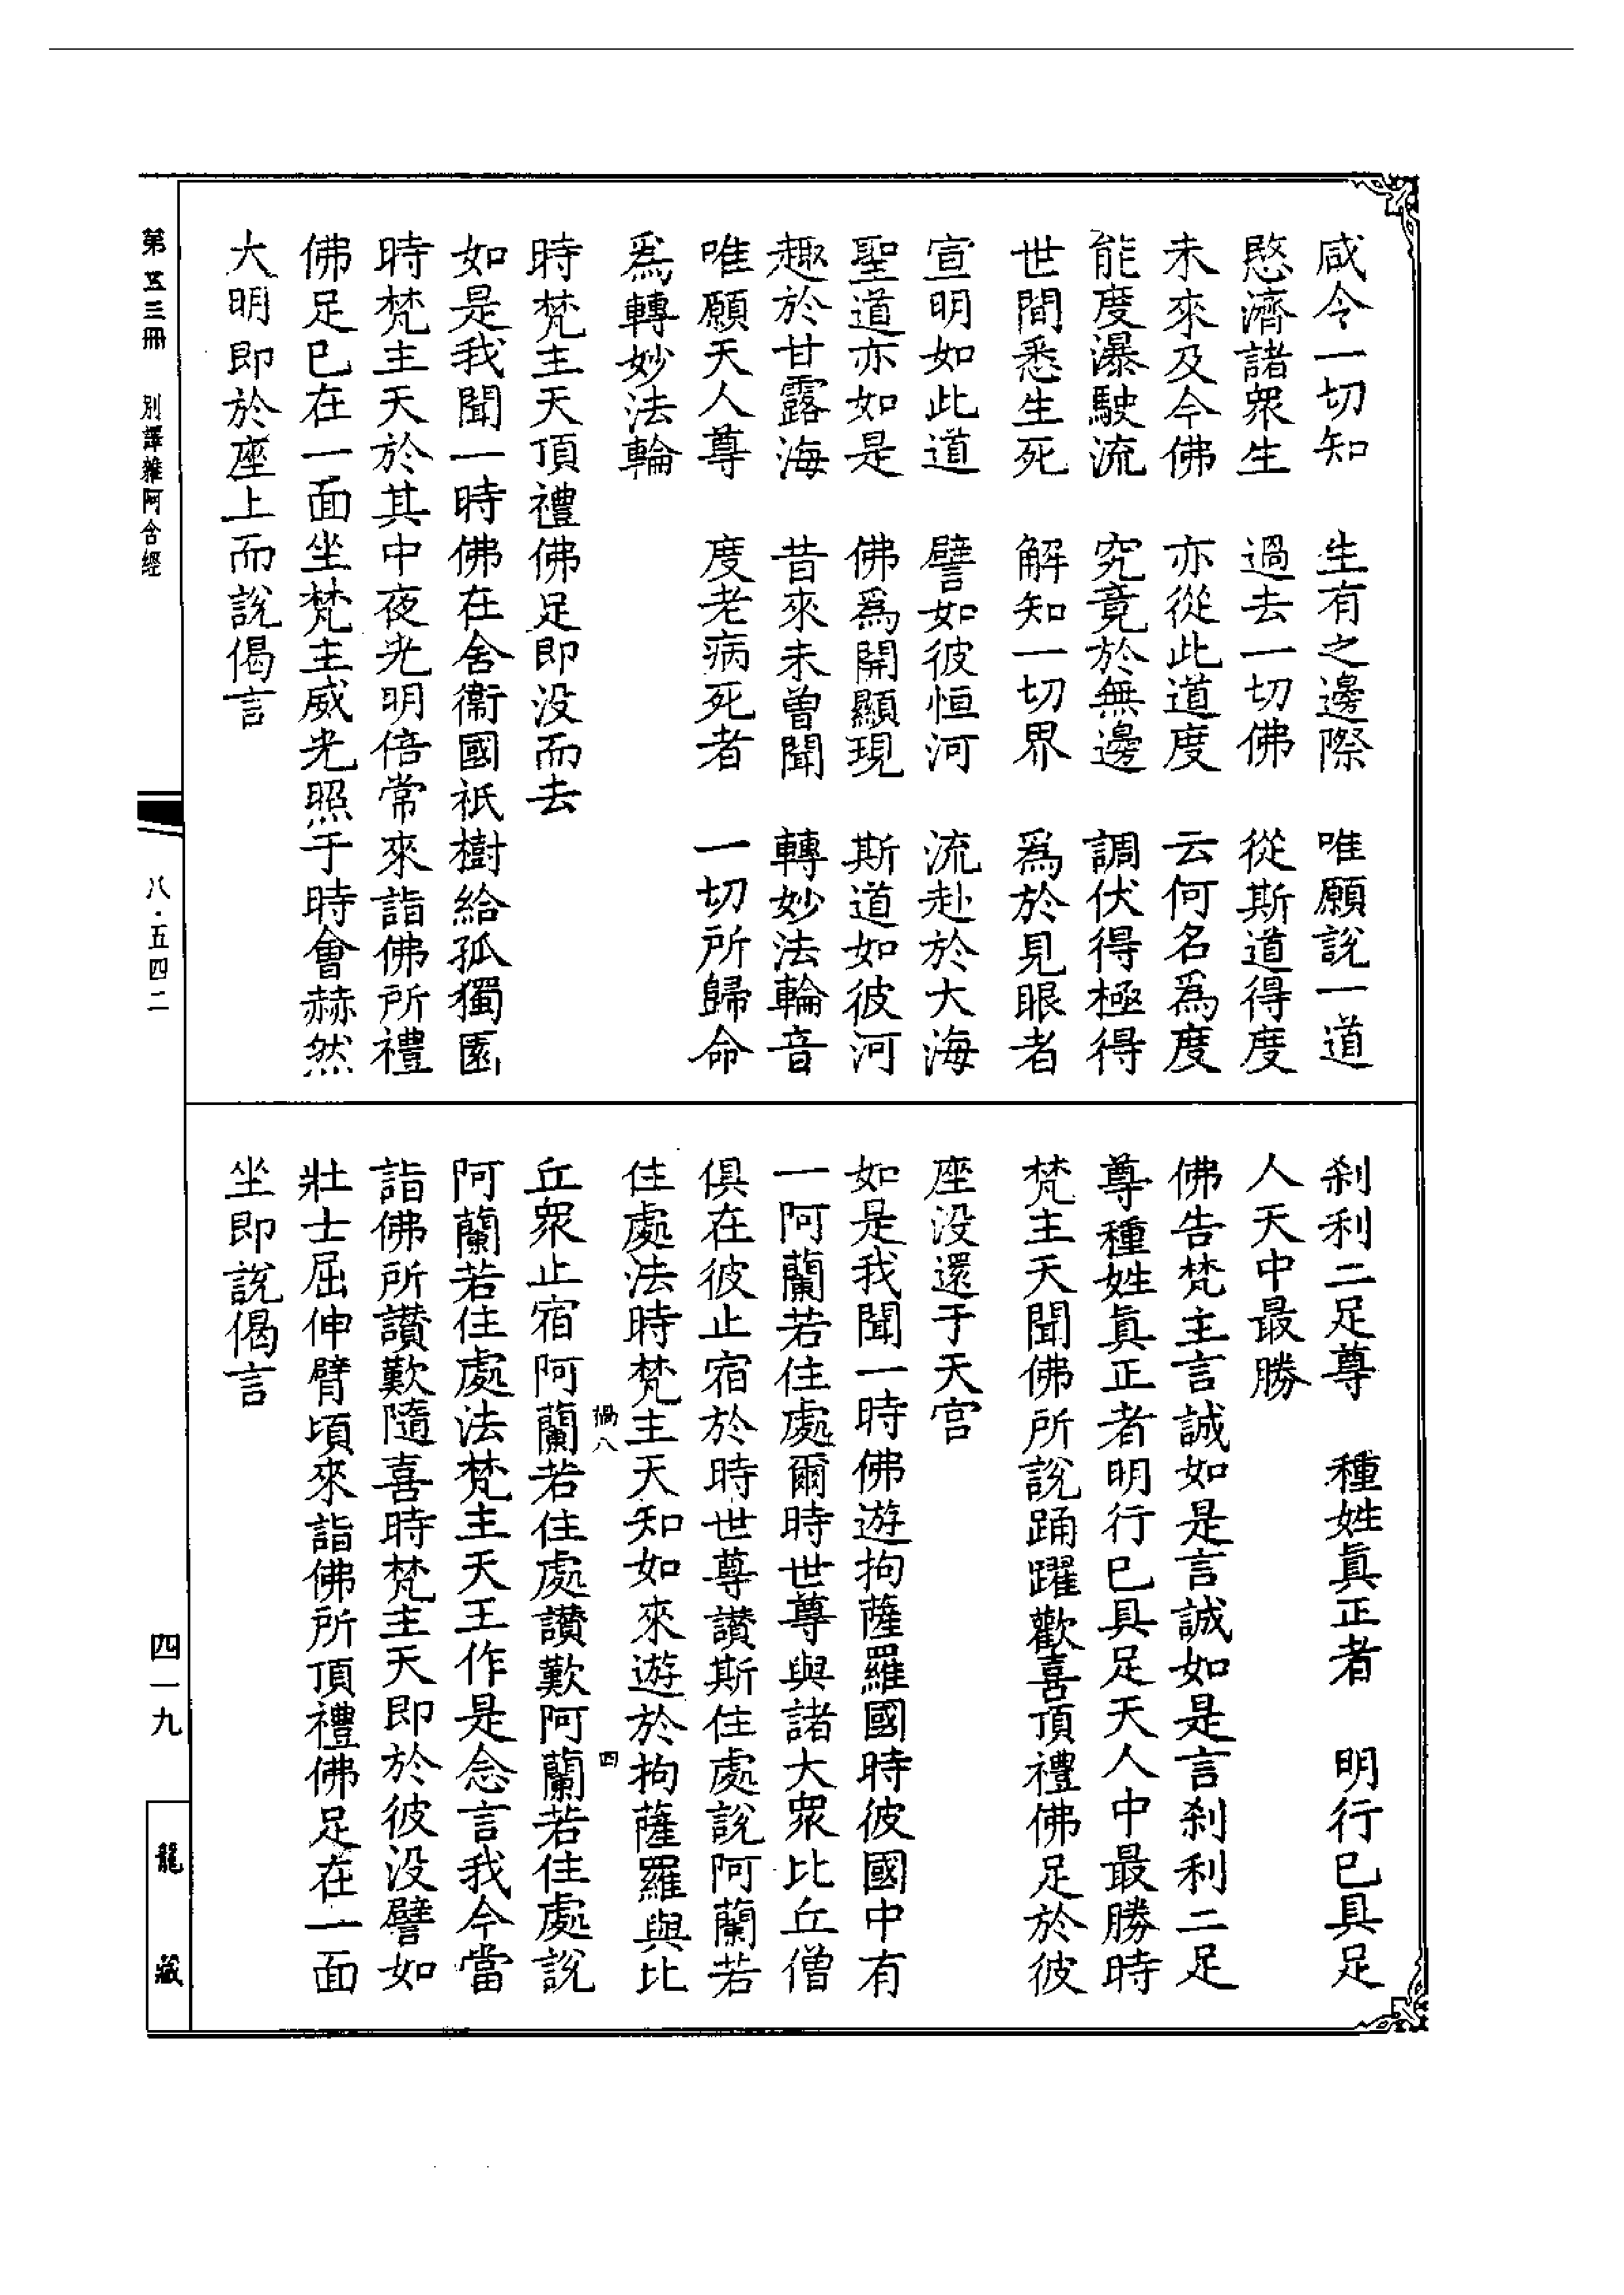 咸令一切知　生有之邊際　唯願說一道
愍濟諸衆生　過去一切佛　從斯道得度
未來及今佛　亦從此道度　云何名爲度
能度瀑駛流　究竟於無邊　調伏得極得
世間悉生死　解知一切界　爲於見眼者
宣明如此道　譬如彼恒河　流赴於大海
聖道亦如是　佛爲開顯現　斯道如彼河
趣於甘露海　昔來未曾聞　轉妙法輪音
唯願天人尊　度老病死者　一切所歸命
爲轉妙法輪
時梵主天頂禮佛足即没而去
如是我聞一時佛在舍衞國祇樹給孤獨園
時梵主天於其中夜光明倍常來詣佛所禮
佛足已在一面坐梵主威光照于時會赫然
大明即於座上而說偈言
刹利二足尊　種姓眞正者　明行已具足
人天中最勝
佛告梵主言誠如是言誠如是言刹利二足
尊種姓眞正者明行已具足天人中最勝時
梵主天聞佛所說踊躍歡喜頂禮佛足於彼
座没還于天宫
如是我聞一時佛遊拘薩羅國時彼國中有
一阿蘭若住處爾時世尊與諸大衆比丘僧
俱在彼止宿於時世尊讃斯住處說阿蘭若
住處法時梵主天知如來遊於拘薩羅與比
丘衆止宿阿蘭若住處讃歎阿蘭若住處說
阿蘭若住處法梵主天王作是念言我今當
詣佛所讃歎隨喜時梵主天即於彼没譬如
壯士屈伸臂頃來詣佛所頂禮佛足在一面
坐即說偈言
八　四
第五三冊　別譯雜阿含經
八·五四二
四一九
龍藏